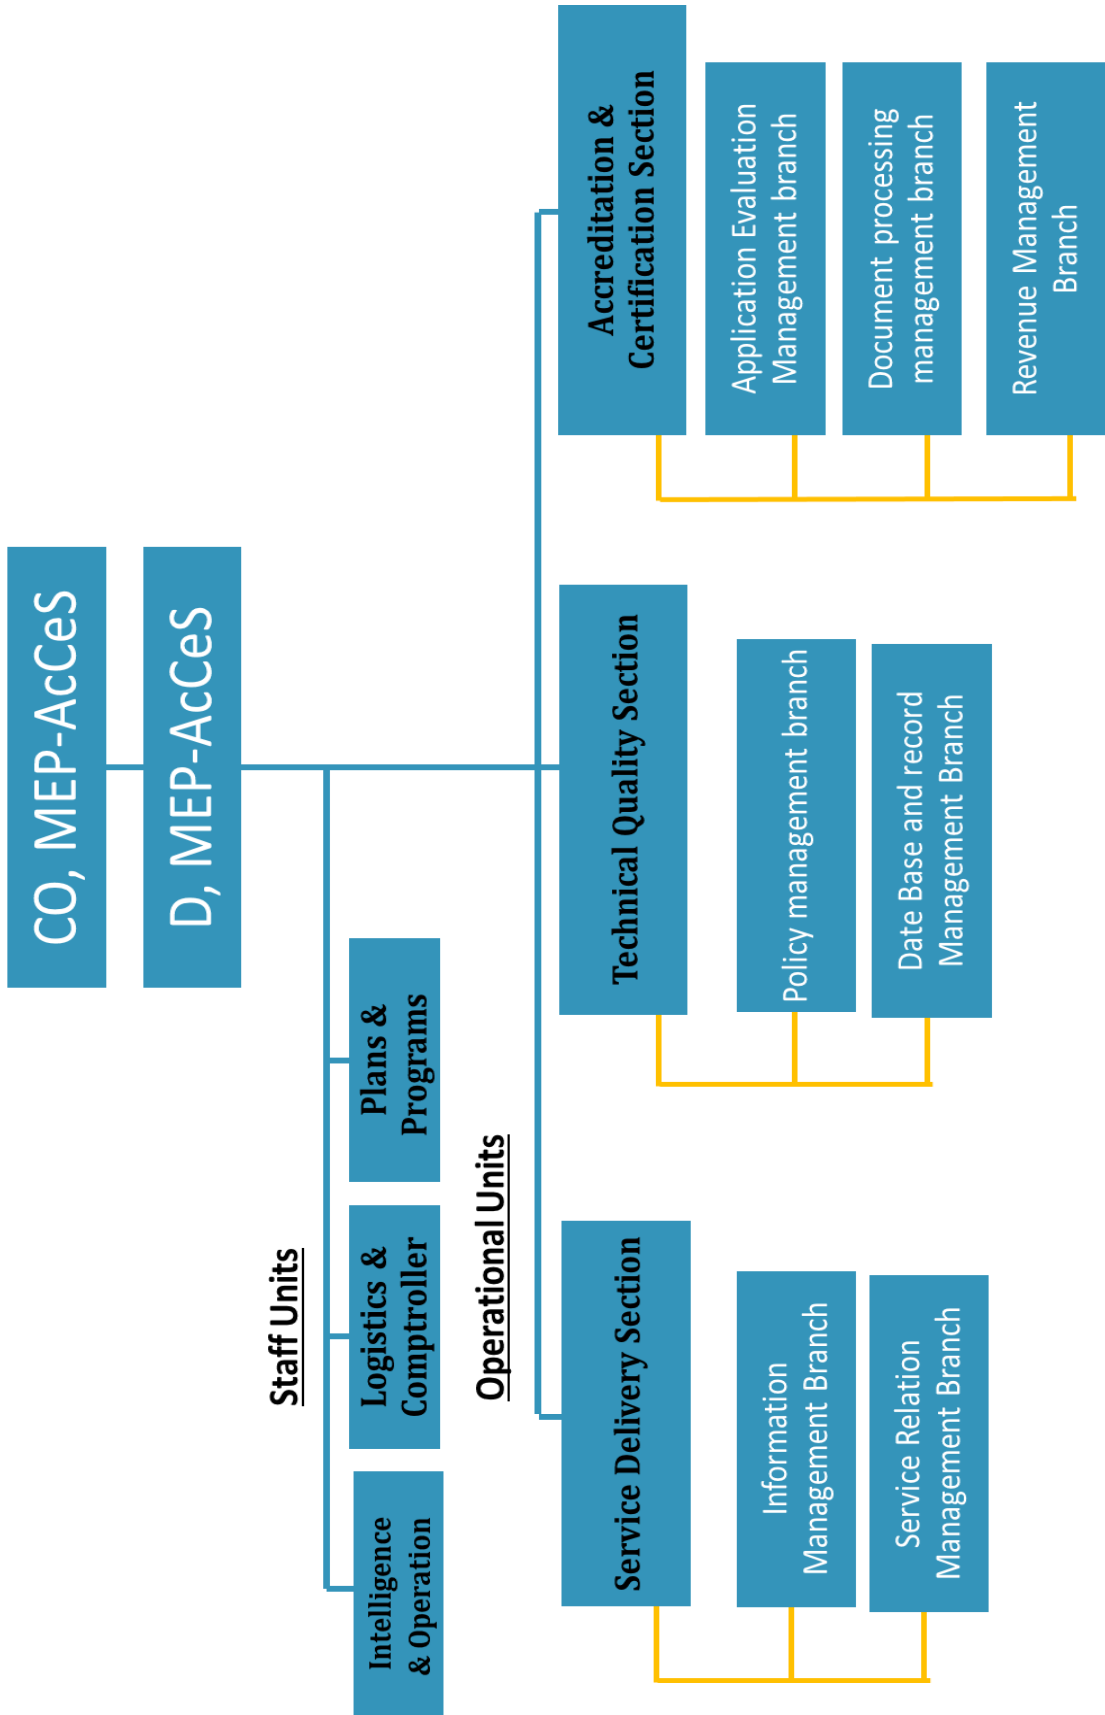 CO, MEP-AcCeS
D, MEP-AcCeS
Staff Units
Intelligence
& Operation
Logistics &
Comptroller
Plans &
Programs
Operational Units
Service Delivery Section
Information
Management Branch
Service Relation
Management Branch
Technical Quality Section
Policy management branch
Date Base and record
Management Branch
Accreditation &
Certification Section
Application Evaluation
Management branch
Document processing
management branch
Revenue Management
Branch